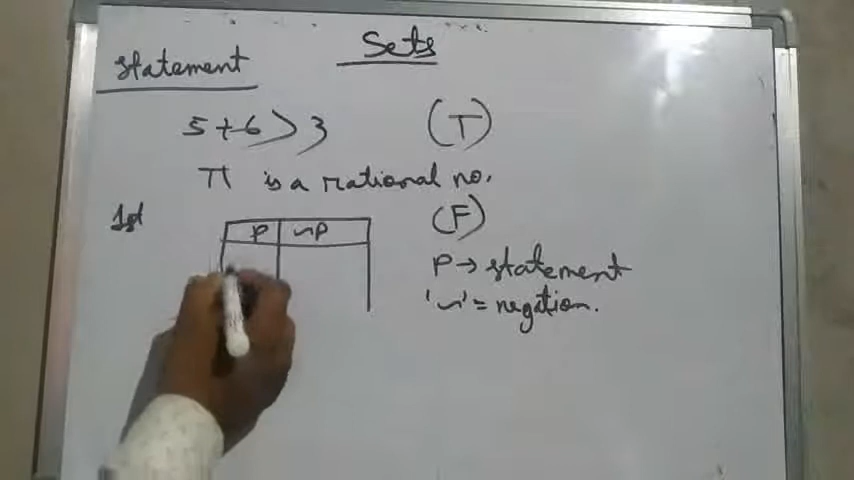 Sets
statement
5+6>3 (T)
π is a rational no.
(F)
1st
P ~P
P → statement
'~' = negation.